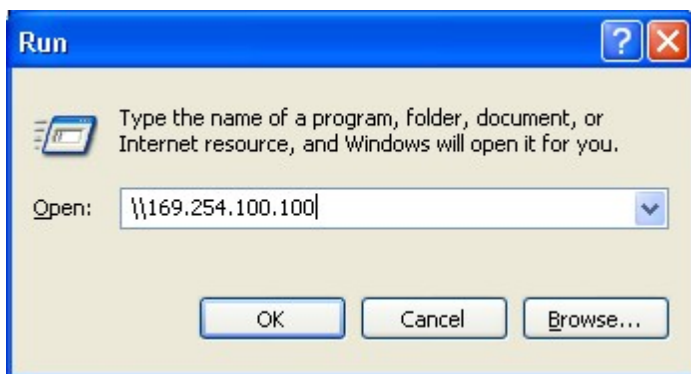 Run
Type the name of a program, folder, document, or
Internet resource, and Windows will open it for you.
Open: \\169.254.100.100
OK Cancel Browse...